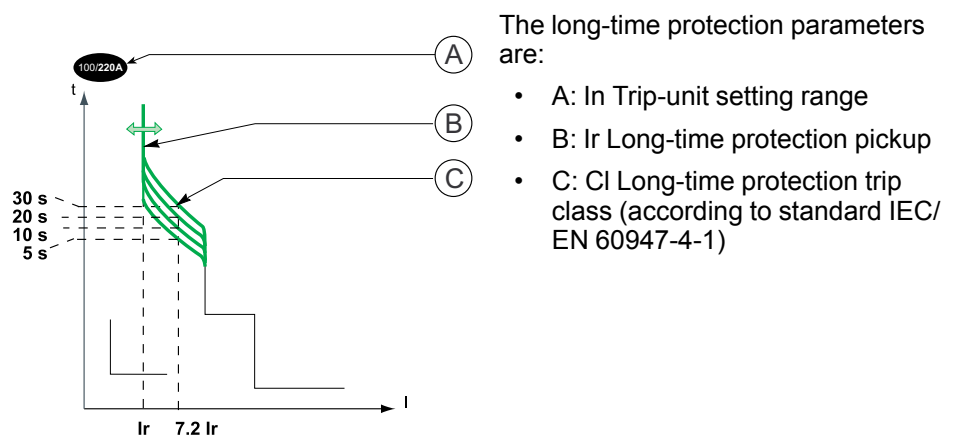 The long-time protection parameters
are:
• A: In Trip-unit setting range
• B: Ir Long-time protection pickup
• C: Cl Long-time protection trip
class (according to standard IEC/
EN 60947-4-1)
100/220A
A
t
B
C
30 s
20 s
10 s
5 s
I
Ir
7.2 Ir